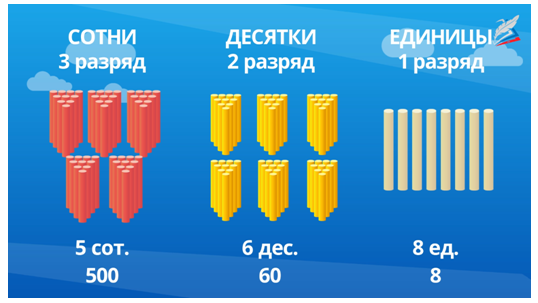 СОТНИ
3 разряд
ДЕСЯТКИ
2 разряд
ЕДИНИЦЫ
1 разряд
5 сот.
500
6 дес.
60
8 ед.
8